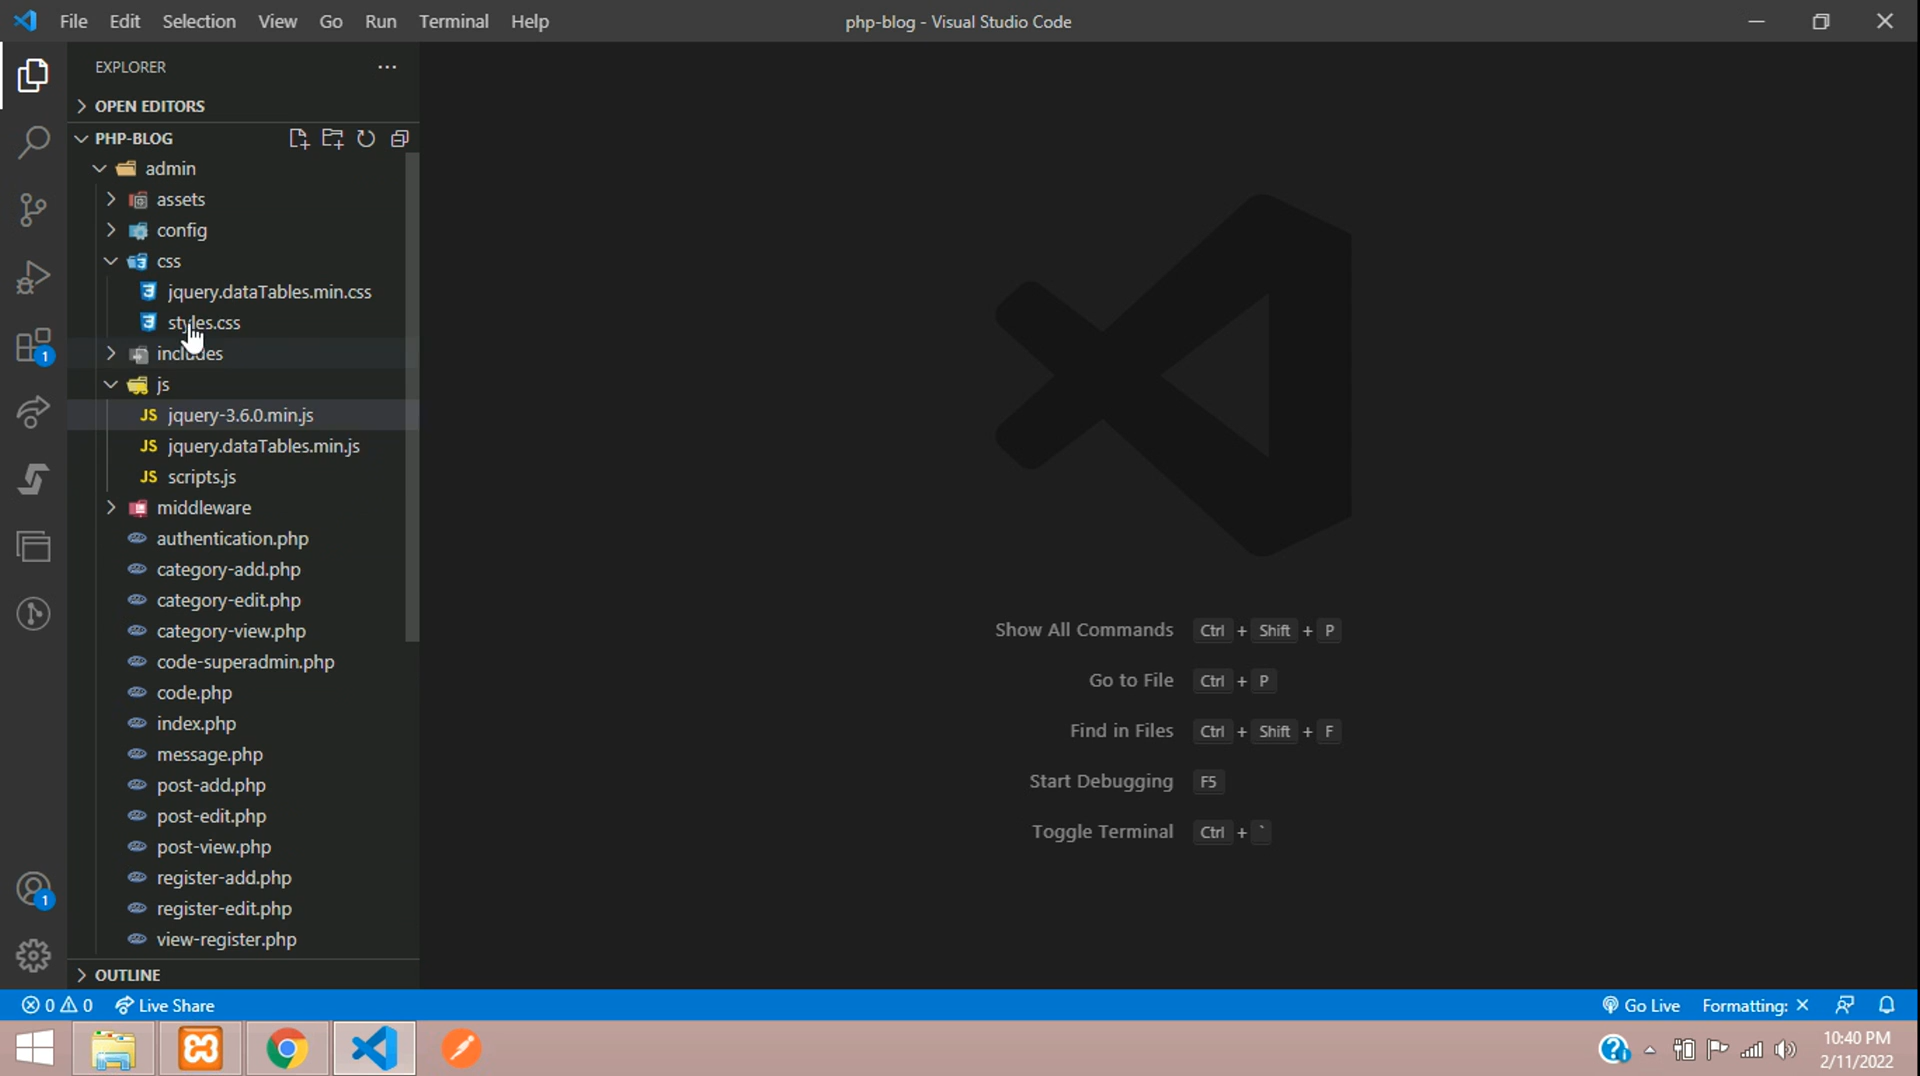 File Edit Selection View Go Run Terminal Help
php-blog - Visual Studio Code
EXPLORER
OPEN EDITORS
PHP-BLOG
admin
assets
config
css
jquery.dataTables.min.css
styles.css
includes
js
JS jquery-3.6.0.min.js
JS jquery.dataTables.min.js
JS scripts.js
middleware
authentication.php
category-add.php
category-edit.php
category-view.php
code-superadmin.php
code.php
index.php
message.php
post-add.php
post-edit.php
post-view.php
register-add.php
register-edit.php
view-register.php
OUTLINE
1
1
Show All Commands Ctrl + Shift + P
Go to File Ctrl + P
Find in Files Ctrl + Shift + F
Start Debugging F5
Toggle Terminal Ctrl + `
0 0 Live Share
Go Live Formatting: ×
10:40 PM
2/11/2022